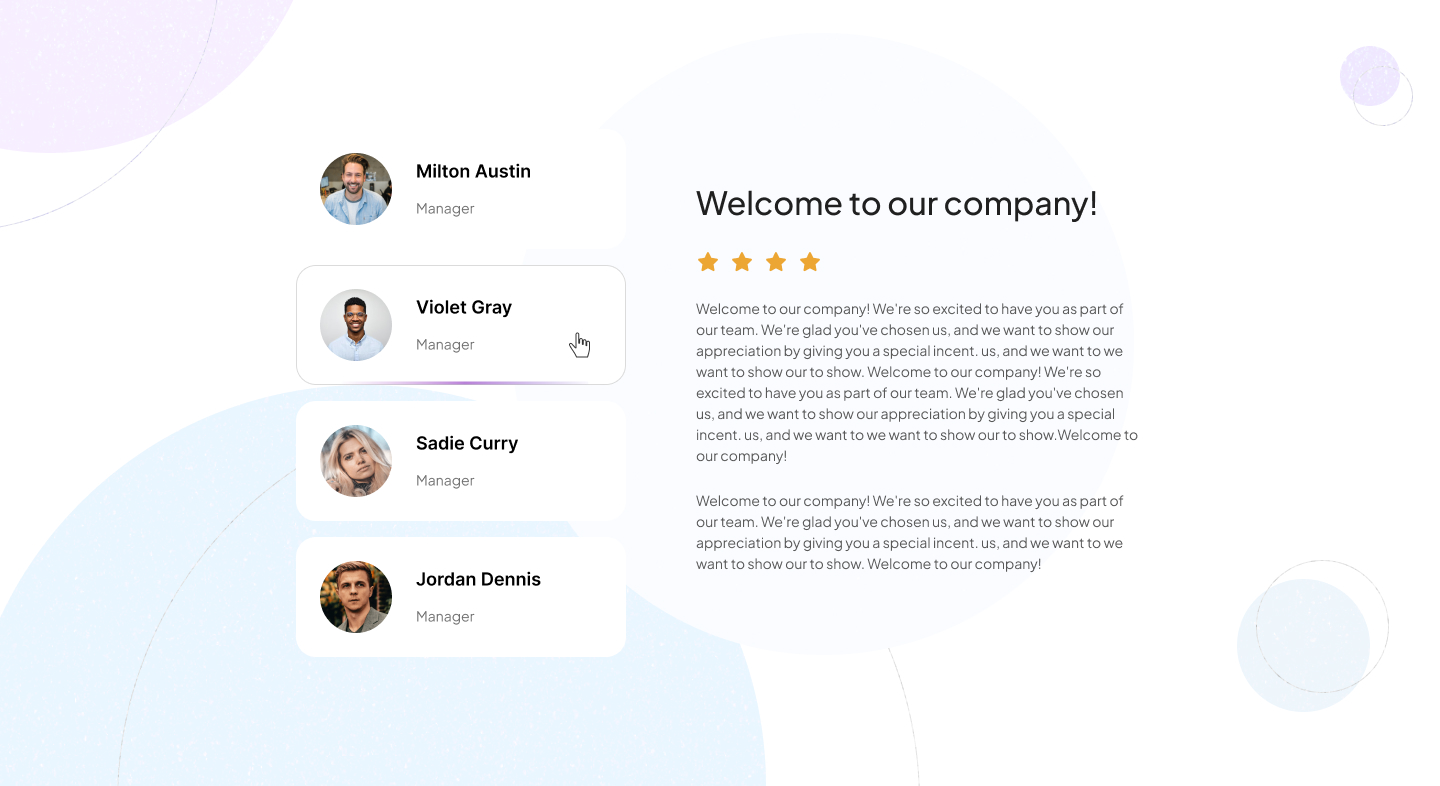 Milton Austin
Manager
Violet Gray
Manager
Sadie Curry
Manager
Jordan Dennis
Manager
Welcome to our company!
Welcome to our company! We're so excited to have you as part of
our team. We're glad you've chosen us, and we want to show our
appreciation by giving you a special incent. us, and we want to we
want to show our to show. Welcome to our company! We're so
excited to have you as part of our team. We're glad you've chosen
us, and we want to show our appreciation by giving you a special
incent. us, and we want to we want to show our to show.Welcome to
our company!
Welcome to our company! We're so excited to have you as part of
our team. We're glad you've chosen us, and we want to show our
appreciation by giving you a special incent. us, and we want to we
want to show our to show. Welcome to our company!